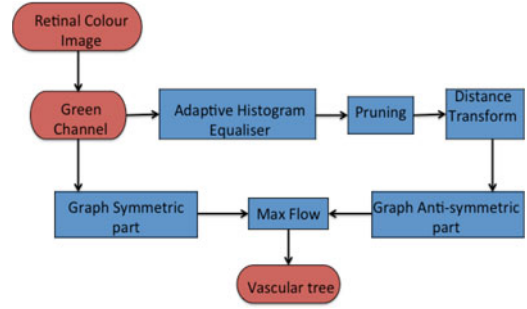 Retinal Colour
Image
Green
Channel
Adaptive Histogram
Equaliser
Pruning
Distance
Transform
Graph Symmetric
part
Max Flow
Graph Anti-symmetric
part
Vascular tree